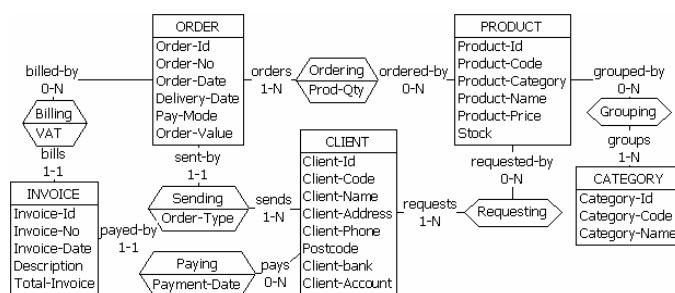 ORDER
Order-Id
Order-No
Order-Date
Delivery-Date
Pay-Mode
Order-Value
orders
1-N
Ordering
Prod-Qty
ordered-by
0-N
PRODUCT
Product-Id
Product-Code
Product-Category
Product-Name
Product-Price
Stock
grouped-by
0-N
Grouping
groups
1-N
CATEGORY
Category-Id
Category-Code
Category-Name
billed-by
0-N
Billing
VAT
bills
1-1
INVOICE
Invoice-Id
Invoice-No
Invoice-Date
Description
Total-Invoice
payed-by
1-1
sent-by
1-1
Sending
Order-Type
sends
1-N
Paying
Payment-Date
pays
0-N
CLIENT
Client-Id
Client-Code
Client-Name
Client-Address
Client-Phone
Postcode
Client-bank
Client-Account
requests
1-N
requested-by
0-N
Requesting